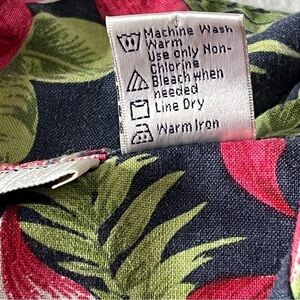 Machine Wash
Warm
Use Only Non-
Chlorine
Bleach when
needed
Line Dry
Warm Iron